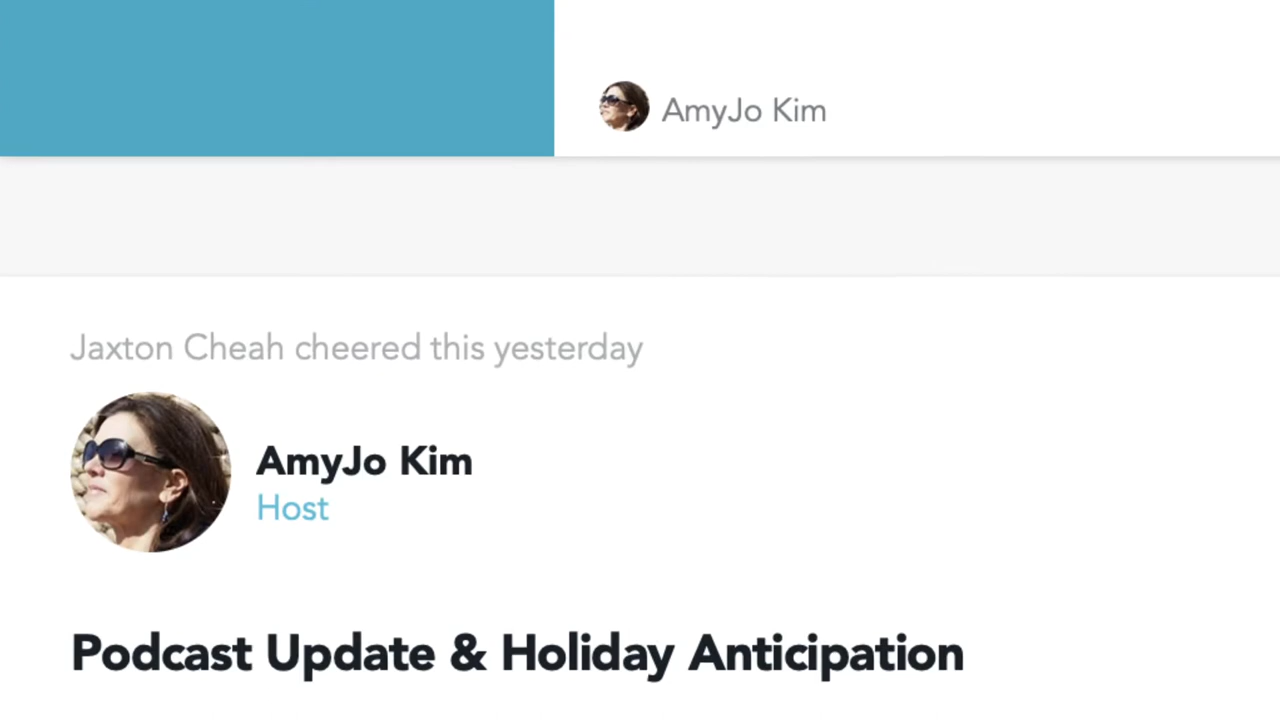 AmyJo Kim
Jaxton Cheah cheered this yesterday
AmyJo Kim
Host
Podcast Update & Holiday Anticipation